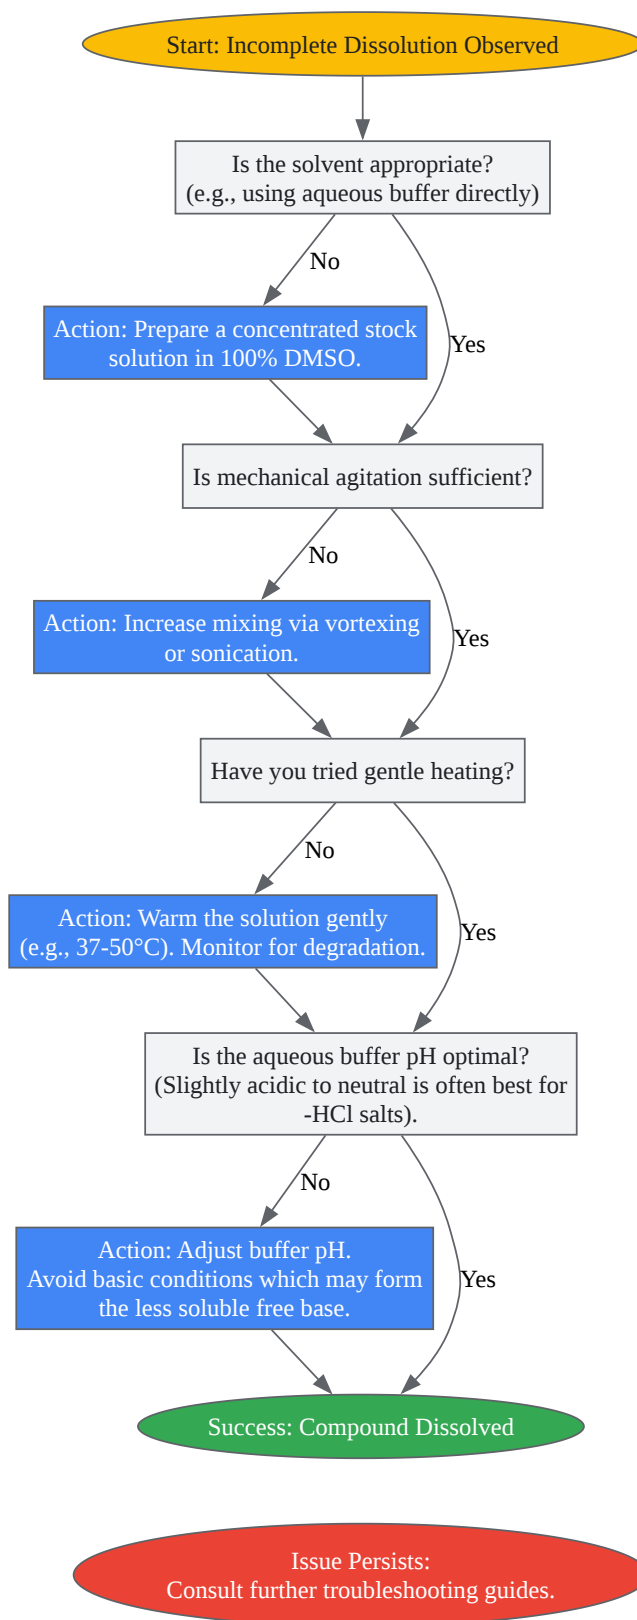 Start: Incomplete Dissolution Observed
Is the solvent appropriate?
(e.g., using aqueous buffer directly)
No
Action: Prepare a concentrated stock
solution in 100% DMSO.
Yes
Is mechanical agitation sufficient?
No
Action: Increase mixing via vortexing
or sonication.
Yes
Have you tried gentle heating?
No
Action: Warm the solution gently
(e.g., 37-50°C). Monitor for degradation.
Yes
Is the aqueous buffer pH optimal?
(Slightly acidic to neutral is often best for
-HCl salts).
No
Action: Adjust buffer pH.
Avoid basic conditions which may form
the less soluble free base.
Yes
Success: Compound Dissolved
Issue Persists:
Consult further troubleshooting guides.